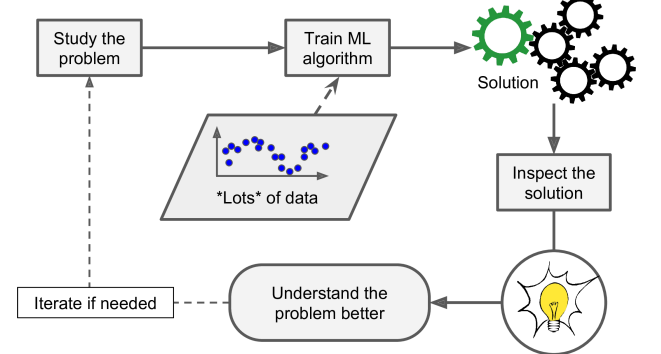 Study the
problem
Train ML
algorithm
Solution
*Lots* of data
Inspect the
solution
Understand the
problem better
Iterate if needed